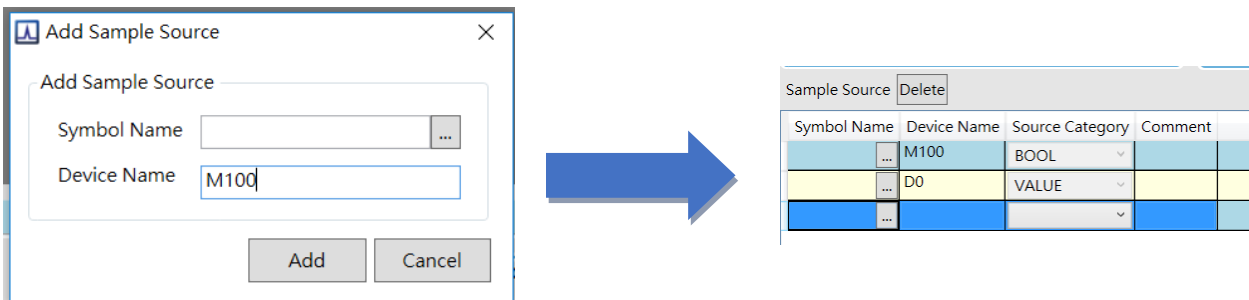 Add Sample Source
Add Sample Source
Symbol Name ...
Device Name M100
Add Cancel
Sample Source Delete
Symbol Name Device Name Source Category Comment
... M100 BOOL
... D0 VALUE
...